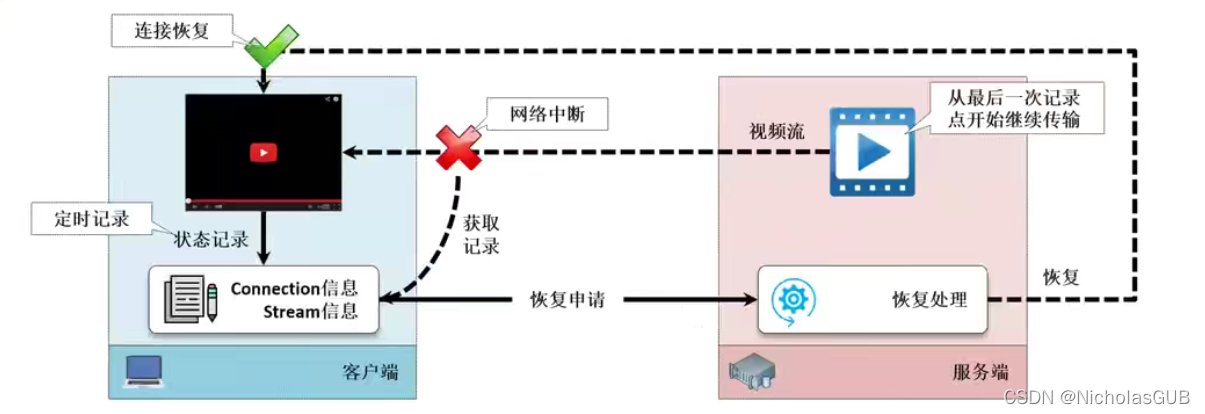 连接恢复
网络中断
从最后一次记录
点开始继续传输
视频流
定时记录
状态记录
获取
记录
Connection信息
Stream信息
恢复申请
恢复处理
恢复
客户端
服务端
CSDN @NicholasGUB